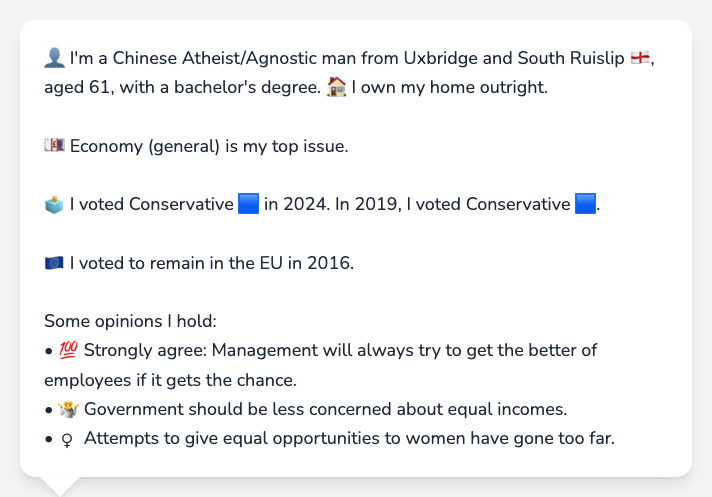 👤 I'm a Chinese Atheist/Agnostic man from Uxbridge and South Ruislip 🏴󠁧󠁢󠁥󠁮󠁧󠁿,
aged 61, with a bachelor's degree. 🏠 I own my home outright.
💷 Economy (general) is my top issue.
🗳️ I voted Conservative 🟦 in 2024. In 2019, I voted Conservative 🟦.
🇪🇺 I voted to remain in the EU in 2016.
Some opinions I hold:
• 💯 Strongly agree: Management will always try to get the better of
employees if it gets the chance.
• 🤷 Government should be less concerned about equal incomes.
• ♀ Attempts to give equal opportunities to women have gone too far.